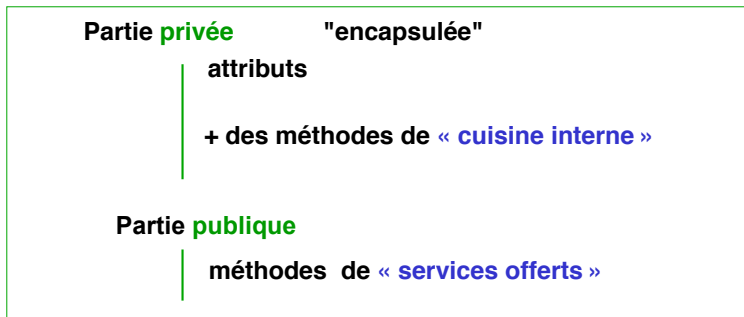 Partie privée "encapsulée"
attributs
+ des méthodes de « cuisine interne »
Partie publique
méthodes de « services offerts »